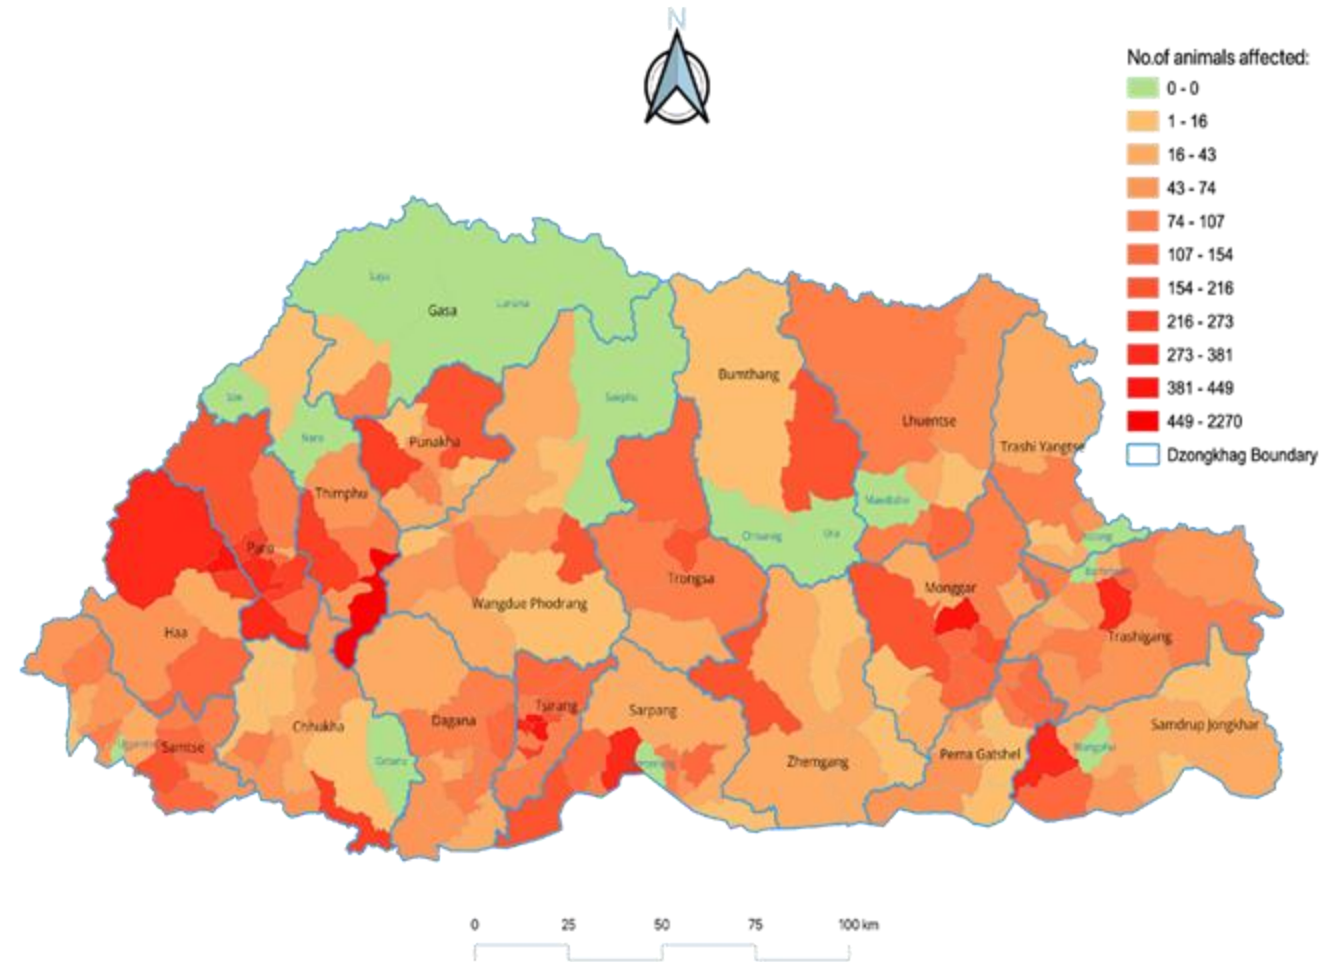 N
No.of animals affected:
0 - 0
1 - 16
16 - 43
43 - 74
74 - 107
107 - 154
154 - 216
216 - 273
273 - 381
381 - 449
449 - 2270
Dzongkhag Boundary
Gasa
Bumthang
Lhuentse
Trashi Yangtse
Punakha
Saephu
Naro
Thimphu
Ura
Paro
Trongsa
Monggar
Wangdue Phodrang
Haa
Trashigang
Tsirang
Sarpang
Dagana
Chhukha
Samtse
Zhemgang
Pema Gatshel
Samdrup Jongkhar
0 25 50 75 100 km